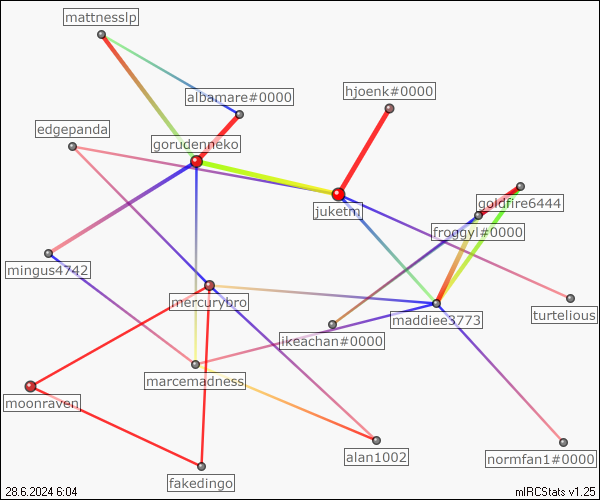 mattnesslp
albamare#0000
hjoenk#0000
edgepanda
gorudenneko
goldfire6444
juketm
froggyl#0000
mingus4742
mercurybro
maddiee3773
turtelious
ikeachan#0000
marcemadness
moonraven
alan1002
normfan1#0000
fakedingo
28.6.2024 6:04
mIRCStats v1.25